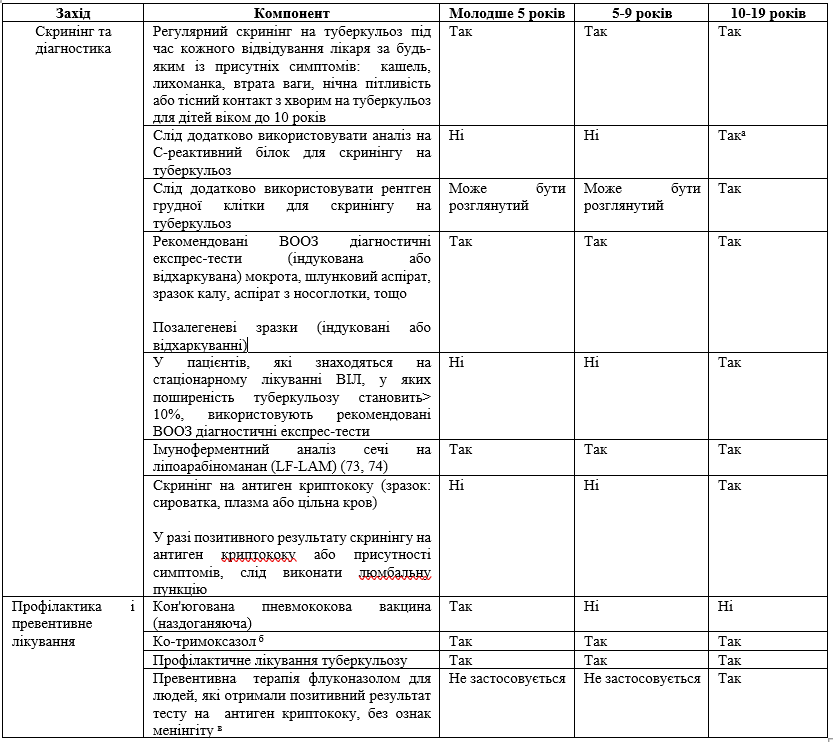 Захід Компонент Молодше 5 років 5-9 років 10-19 років
Скринінг та діагностика
Регулярний скринінг на туберкульоз під
час кожного відвідування лікаря за будь-
яким із присутніх симптомів: кашель,
лихоманка, втрата ваги, нічна пітливість
або тісний контакт з хворим на туберкульоз
для дітей віком до 10 років
Так Так Так
Слід додатково використовувати аналіз на
С-реактивний білок для скринінгу на
туберкульоз
Ні Ні Такᵃ
Слід додатково використовувати рентген
грудної клітки для скринінгу на
туберкульоз
Може бути розглянутий
Може бути розглянутий
Так
Рекомендовані ВООЗ діагностичні
експрес-тести (індукована або
відхаркувана) мокрота, шлунковий аспірат,
зразок калу, аспірат з носоглотки, тощо
Позалегеневі зразки (індуковані або
відхаркуванні)
Так Так Так
У пацієнтів, які знаходяться на
стаціонарному лікуванні ВІЛ, у яких
поширеність туберкульозу становить>
10%, використовують рекомендовані
ВООЗ діагностичні експрес-тести
Ні Ні Так
Імуноферментний аналіз сечі на
ліпоарабіноманан (LF-LAM) (73, 74)
Так Так Так
Скринінг на антиген криптококу (зразок:
сироватка, плазма або цільна кров)
У разі позитивного результату скринінгу на
антиген криптококу або присутності
симптомів, слід виконати люмбальну
пункцію
Ні Ні Так
Профілактика і
превентивне
лікування
Кон'югована пневмококова вакцина
(наздоганяюча)
Так Ні Ні
Ко-тримоксазол ᵟ Так Так Так
Профілактичне лікування туберкульозу Так Так Так
Превентивна терапія флуконазолом для
людей, які отримали позитивний результат
тесту на антиген криптококу, без ознак
менінгіту ᵛ
Не застосовується Не застосовується Так